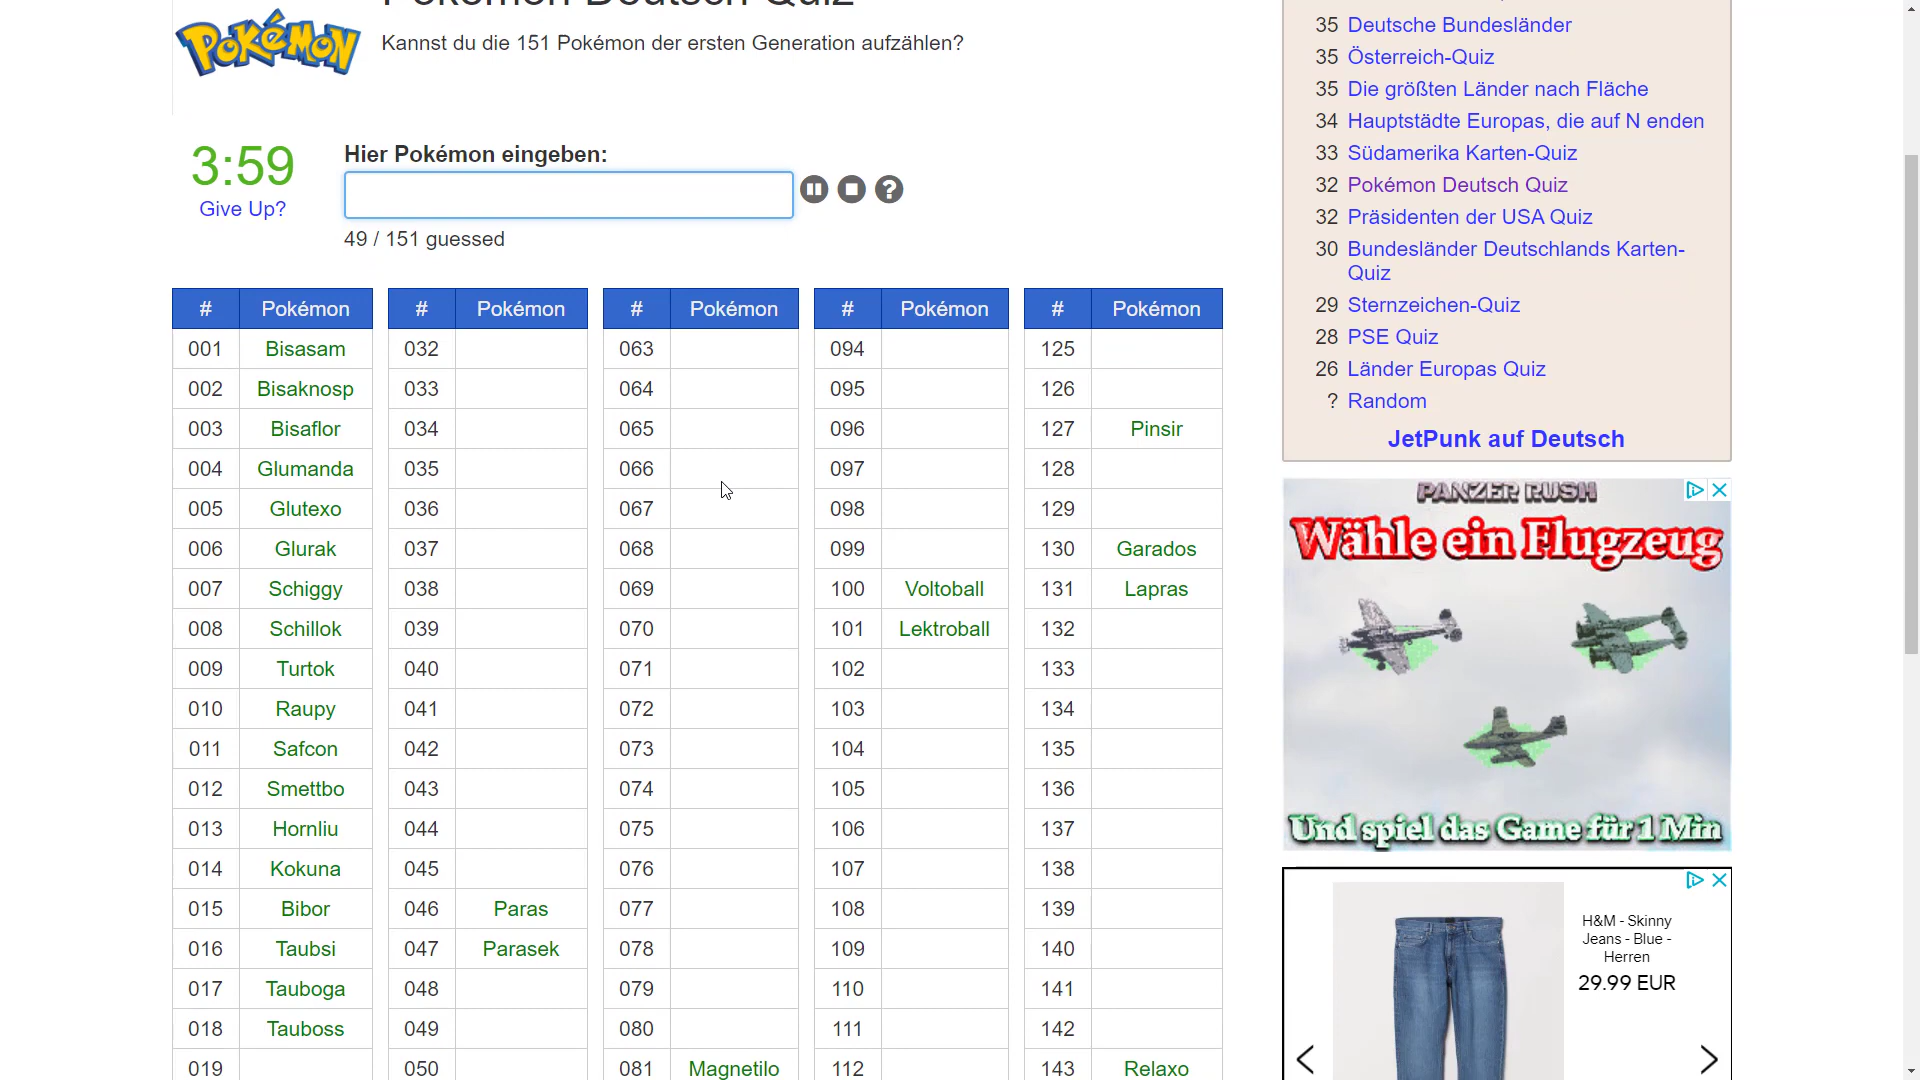 Pokémon Deutsch Quiz
POKéMON
Kannst du die 151 Pokémon der ersten Generation aufzählen?
3:59
Give Up?
Hier Pokémon eingeben:
49 / 151 guessed
# Pokémon # Pokémon # Pokémon # Pokémon # Pokémon
001 Bisasam 032 063 094 125
002 Bisaknosp 033 064 095 126
003 Bisaflor 034 065 096 127 Pinsir
004 Glumanda 035 066 097 128
005 Glutexo 036 067 098 129
006 Glurak 037 068 099 130 Garados
007 Schiggy 038 069 100 Voltoball 131 Lapras
008 Schillok 039 070 101 Lektroball 132
009 Turtok 040 071 102 133
010 Raupy 041 072 103 134
011 Safcon 042 073 104 135
012 Smettbo 043 074 105 136
013 Hornliu 044 075 106 137
014 Kokuna 045 076 107 138
015 Bibor 046 Paras 077 108 139
016 Taubsi 047 Parasek 078 109 140
017 Tauboga 048 079 110 141
018 Tauboss 049 080 111 142
019 050 081 Magnetilo 112 143 Relaxo
35 Deutsche Bundesländer
35 Österreich-Quiz
35 Die größten Länder nach Fläche
34 Hauptstädte Europas, die auf N enden
33 Südamerika Karten-Quiz
32 Pokémon Deutsch Quiz
32 Präsidenten der USA Quiz
30 Bundesländer Deutschlands Karten-
Quiz
29 Sternzeichen-Quiz
28 PSE Quiz
26 Länder Europas Quiz
? Random
JetPunk auf Deutsch
PANZER RUSH
Wähle ein Flugzeug
Und spiel das Game für 1 Min
H&M - Skinny
Jeans - Blue -
Herren
29.99 EUR